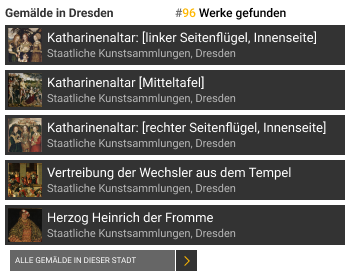 Gemälde in Dresden #96 Werke gefunden
Katharinenaltar: [linker Seitenflügel, Innenseite]
Staatliche Kunstsammlungen, Dresden
Katharinenaltar [Mitteltafel]
Staatliche Kunstsammlungen, Dresden
Katharinenaltar: [rechter Seitenflügel, Innenseite]
Staatliche Kunstsammlungen, Dresden
Vertreibung der Wechsler aus dem Tempel
Staatliche Kunstsammlungen, Dresden
Herzog Heinrich der Fromme
Staatliche Kunstsammlungen, Dresden
ALLE GEMÄLDE IN DIESER STADT